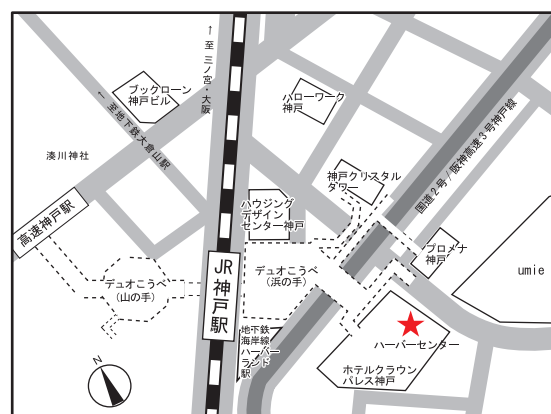 ← 至 三ノ宮・大阪
ブックローン
神戸ビル
← 至地下鉄大倉山駅
ハローワーク
神戸
湊川神社
神戸クリスタル
タワー
国道2号/阪神高速3号神戸線
高速神戸駅
ハウジング
デザイン
センター神戸
プロメナ
神戸
umie
JR
神戸駅
デュオこうべ
(山の手)
デュオこうべ
(浜の手)
地下鉄
海岸線
ハーバー
ランド
駅
ハーバーセンター
ホテルクラウン
パレス神戸
N